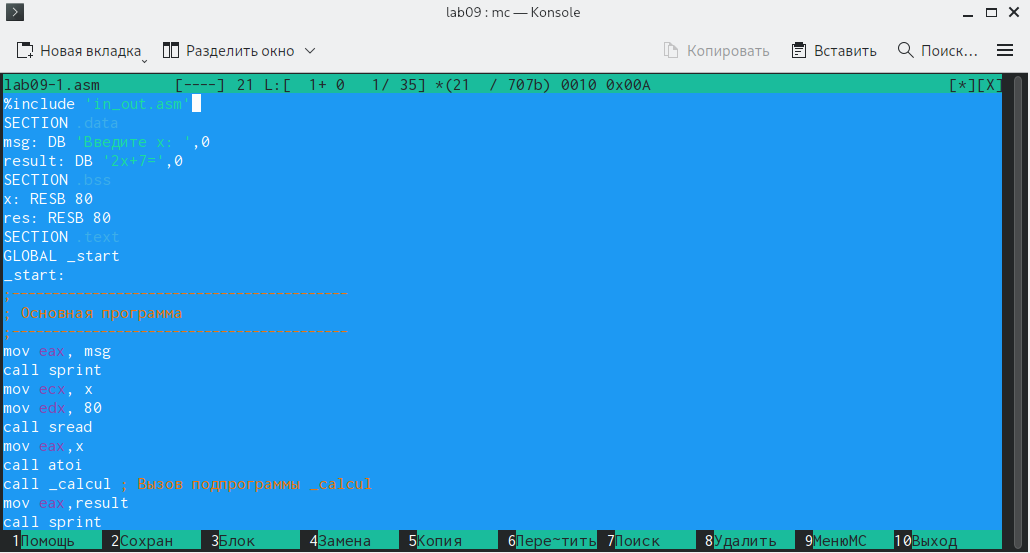 lab09 : mc — Konsole
Новая вкладка Разделить окно Копировать Вставить Поиск...
lab09-1.asm [----] 21 L:[ 1+ 0 1/ 35] *(21 / 707b) 0010 0x00A [*][X]
%include 'in_out.asm'
SECTION .data
msg: DB 'Введите x: ',0
result: DB '2x+7=',0
SECTION .bss
x: RESB 80
res: RESB 80
SECTION .text
GLOBAL _start
_start:
;------------------------------------------
; Основная программа
;------------------------------------------
mov eax, msg
call sprint
mov ecx, x
mov edx, 80
call sread
mov eax,x
call atoi
call _calcul ; Вызов подпрограммы _calcul
mov eax,result
call sprint
1Помощь 2Сохран 3Блок 4Замена 5Копия 6Пере~тить 7Поиск 8Удалить 9МенюМС 10Выход